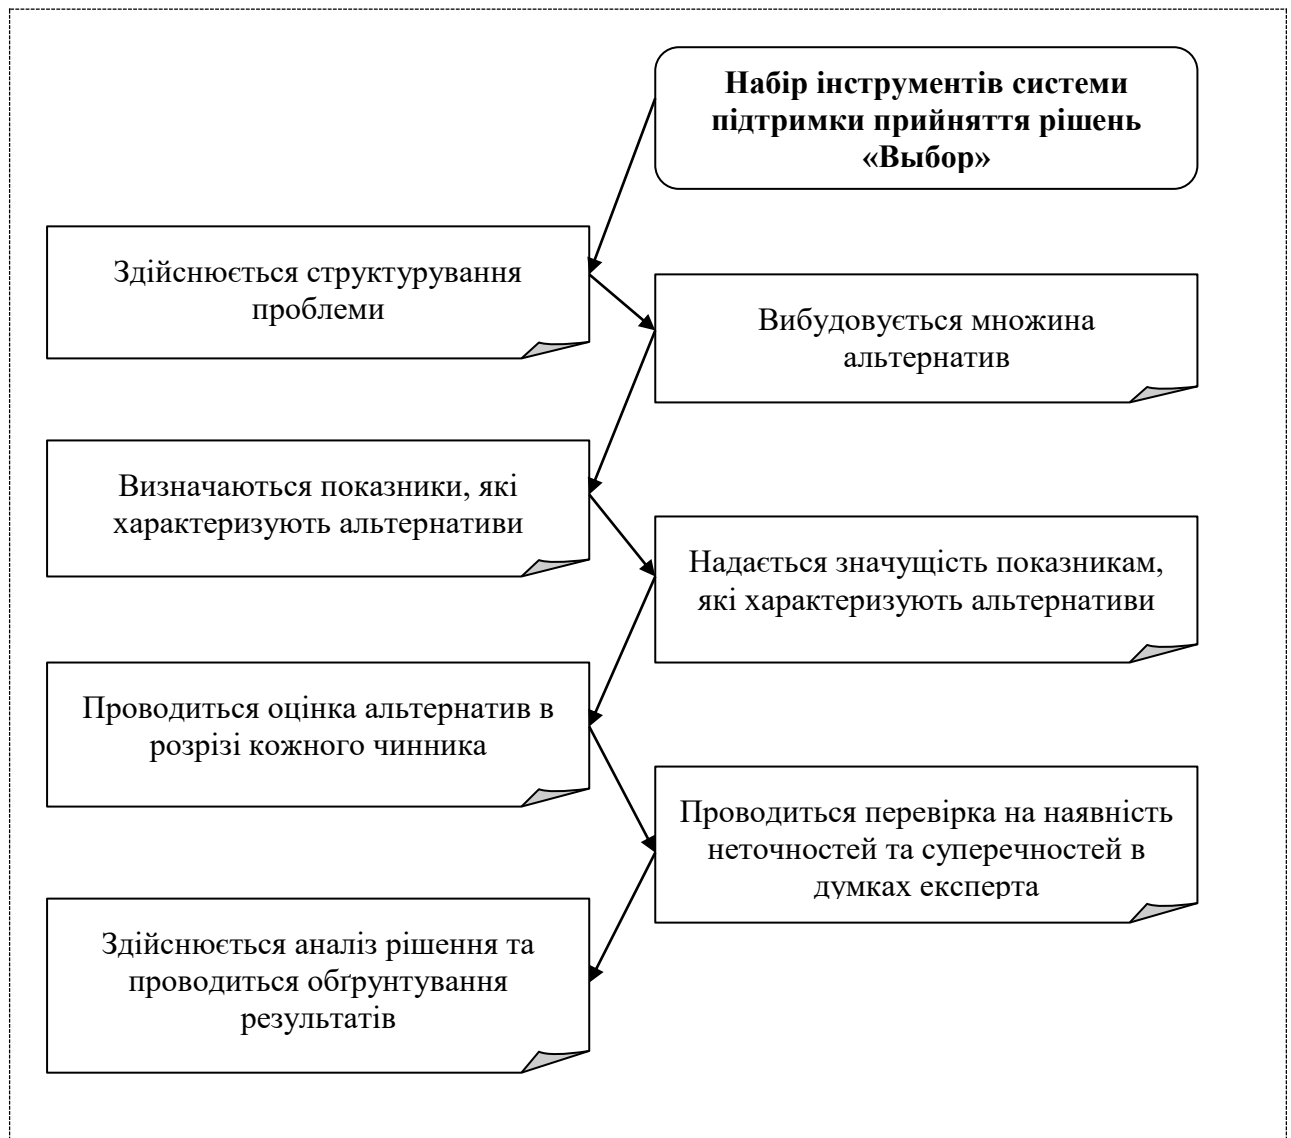 Набір інструментів системи
підтримки прийняття рішень
«Выбор»
Здійснюється структурування
проблеми
Вибудовується множина
альтернатив
Визначаються показники, які
характеризують альтернативи
Надається значущість показникам,
які характеризують альтернативи
Проводиться оцінка альтернатив в
розрізі кожного чинника
Проводиться перевірка на наявність
неточностей та суперечностей в
думках експерта
Здійснюється аналіз рішення та
проводиться обґрунтування
результатів